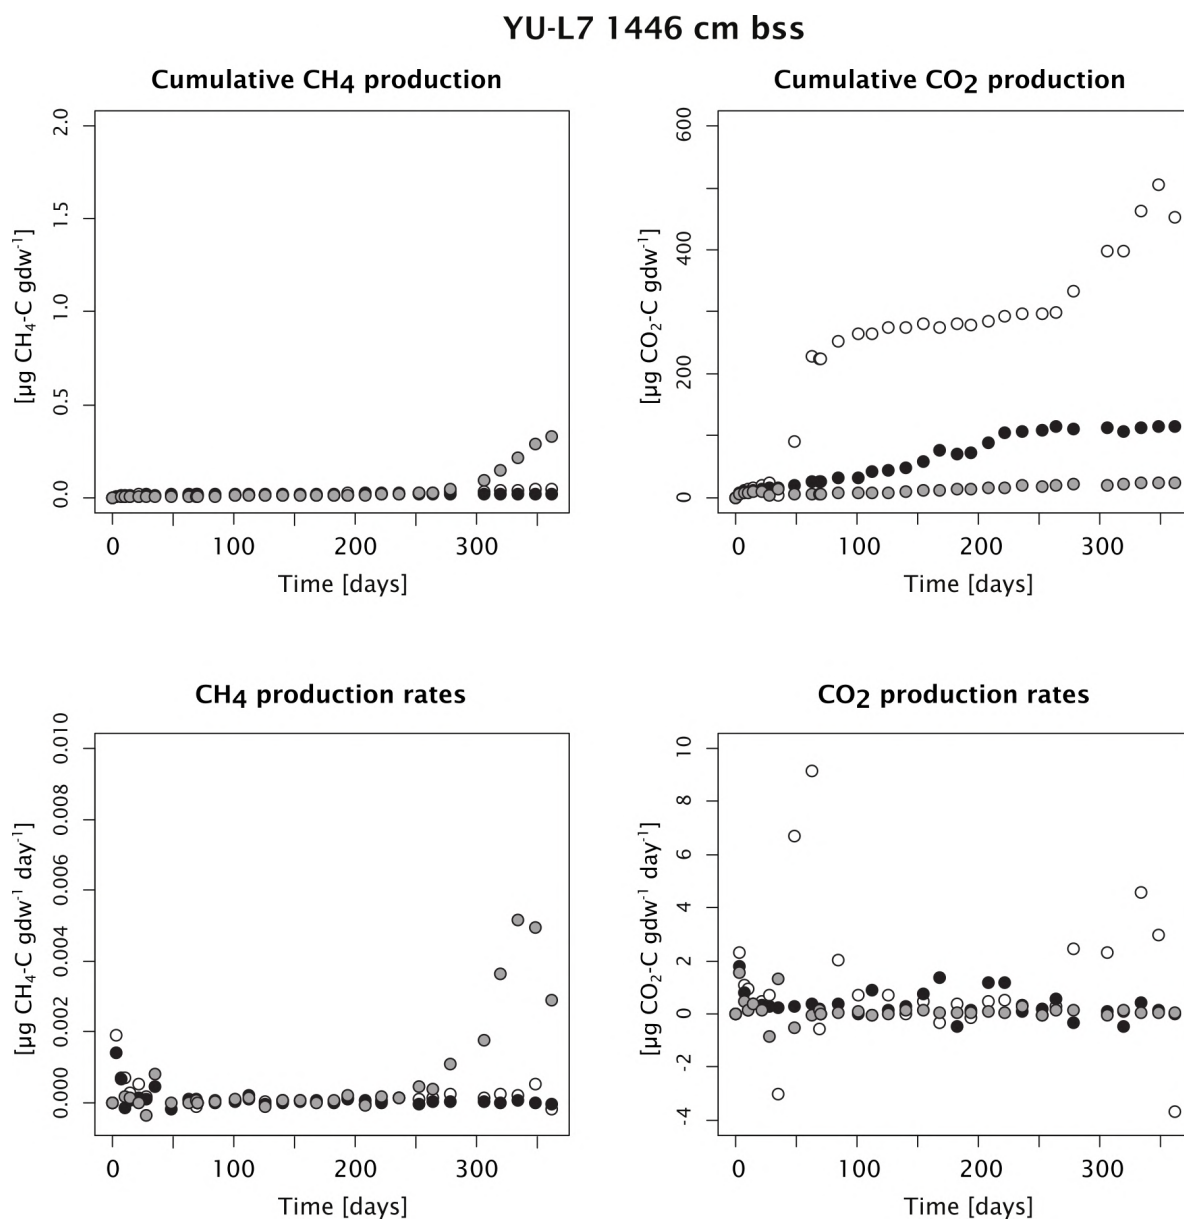 YU-L7 1446 cm bss
Cumulative CH4 production
[µg CH₄-C gdw⁻¹]
2.0
1.5
1.0
0.5
0.0
0 100 200 300
Time [days]
Cumulative CO2 production
[µg CO₂-C gdw⁻¹]
600
400
200
0
0 100 200 300
Time [days]
CH4 production rates
[µg CH₄-C gdw⁻¹ day⁻¹]
0.010
0.008
0.006
0.004
0.002
0.000
0 100 200 300
Time [days]
CO2 production rates
[µg CO₂-C gdw⁻¹ day⁻¹]
10
8
6
4
2
0
-2
-4
0 100 200 300
Time [days]